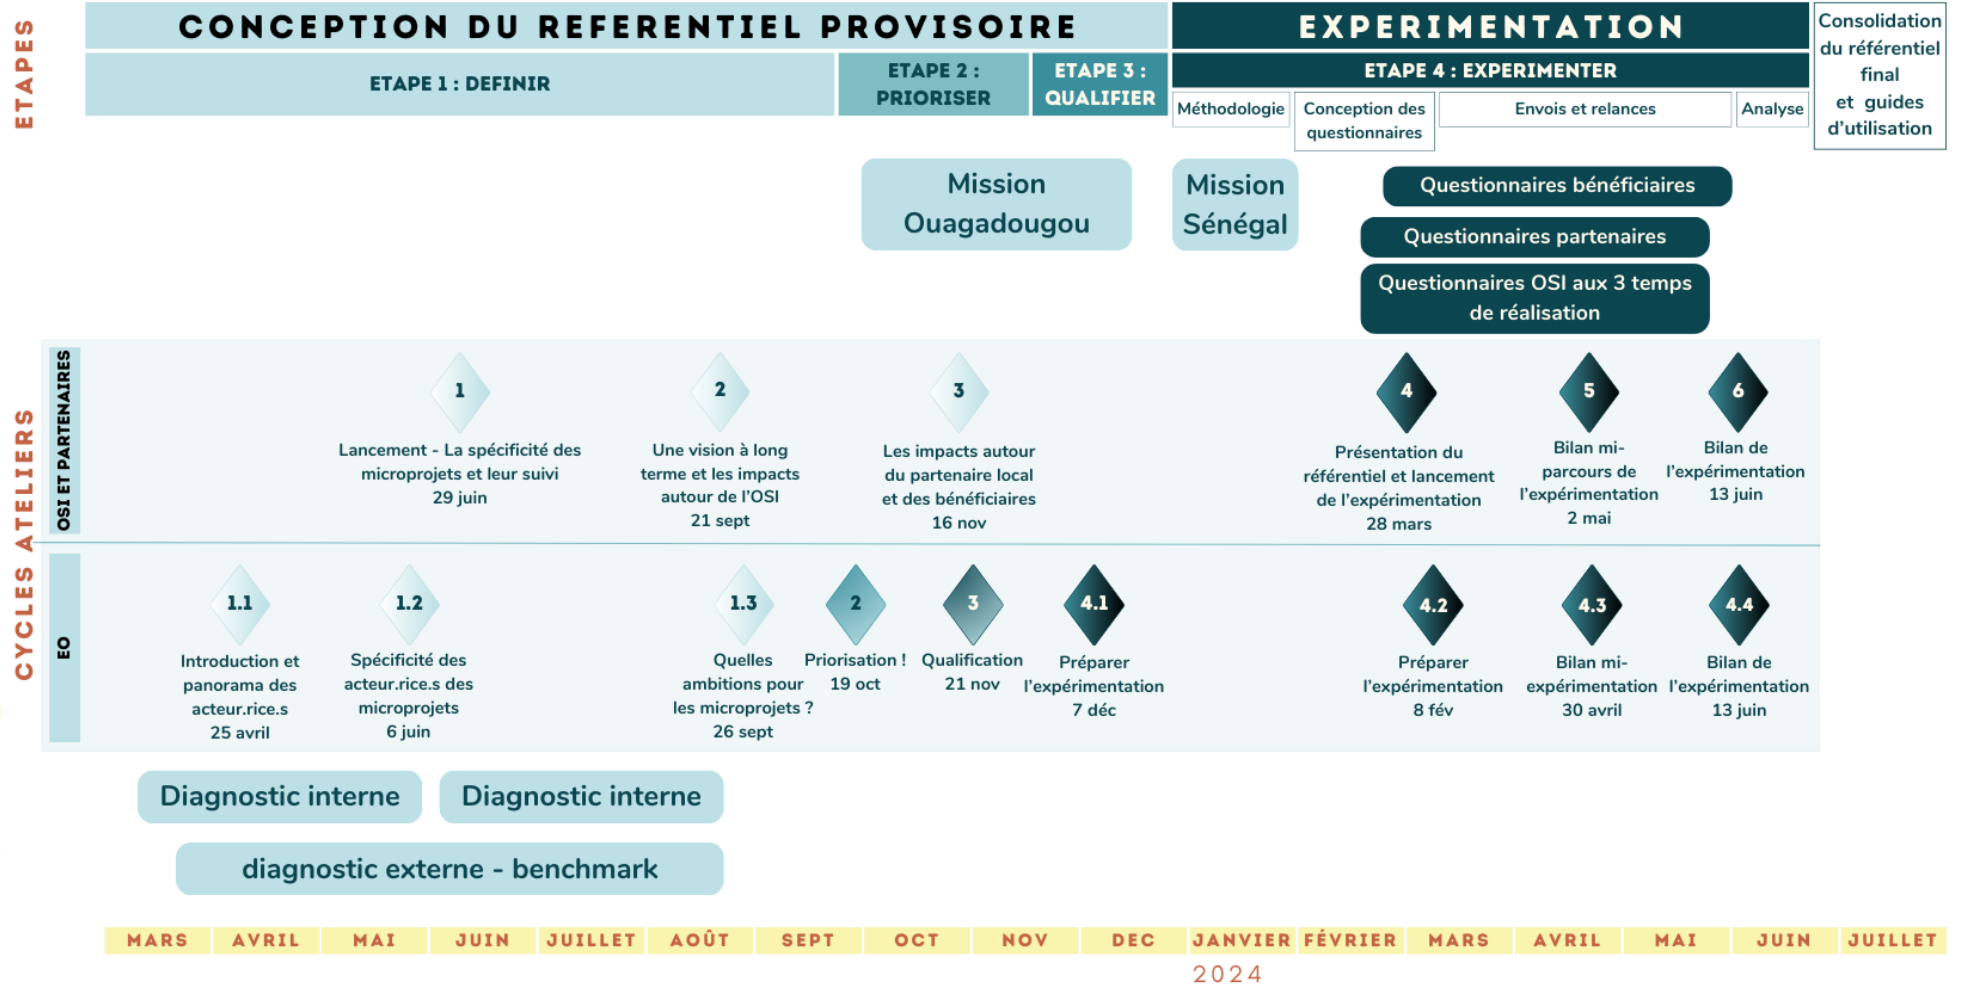 ETAPES
CONCEPTION DU REFERENTIEL PROVISOIRE
EXPERIMENTATION
Consolidation
du référentiel
final
et guides
d'utilisation
ETAPE 1 : DEFINIR
ETAPE 2 :
PRIORISER
ETAPE 3 :
QUALIFIER
ETAPE 4 : EXPERIMENTER
Méthodologie
Conception des
questionnaires
Envois et relances
Analyse
Mission
Ouagadougou
Mission
Sénégal
Questionnaires bénéficiaires
Questionnaires partenaires
Questionnaires OSI aux 3 temps
de réalisation
CYCLES ATELIERS
OSI ET PARTENAIRES
1
Lancement - La spécificité des
microprojets et leur suivi
29 juin
2
Une vision à long
terme et les impacts
autour de l'OSI
21 sept
3
Les impacts autour
du partenaire local
et des bénéficiaires
16 nov
4
Présentation du
référentiel et lancement
de l'expérimentation
28 mars
5
Bilan mi-
parcours de
l'expérimentation
2 mai
6
Bilan de
l'expérimentation
13 juin
EO
1.1
Introduction et
panorama des
acteur.rice.s
25 avril
1.2
Spécificité des
acteur.rice.s des
microprojets
6 juin
1.3
Quelles
ambitions pour
les microprojets ?
26 sept
2
Priorisation !
19 oct
3
Qualification
21 nov
4.1
Préparer
l'expérimentation
7 déc
4.2
Préparer
l'expérimentation
8 fév
4.3
Bilan mi-
expérimentation
30 avril
4.4
Bilan de
l'expérimentation
13 juin
Diagnostic interne
Diagnostic interne
diagnostic externe - benchmark
MARS AVRIL MAI JUIN JUILLET AOÛT SEPT OCT NOV DEC JANVIER FÉVRIER MARS AVRIL MAI JUIN JUILLET
2024